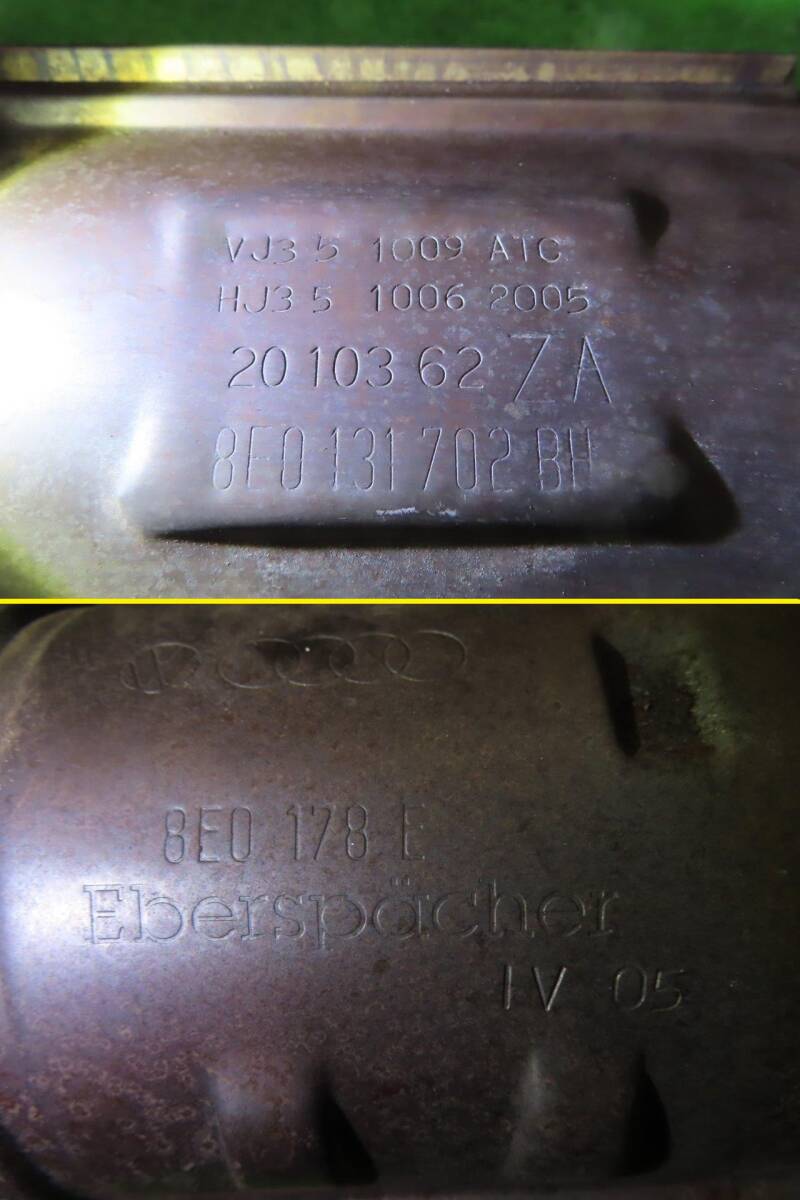 VJ3 5 1009 ATC
HJ3 5 1006 2005
20 103 62 ZA
8E0 131 702 BH
8E0 178 E
Eberspächer
IV 05